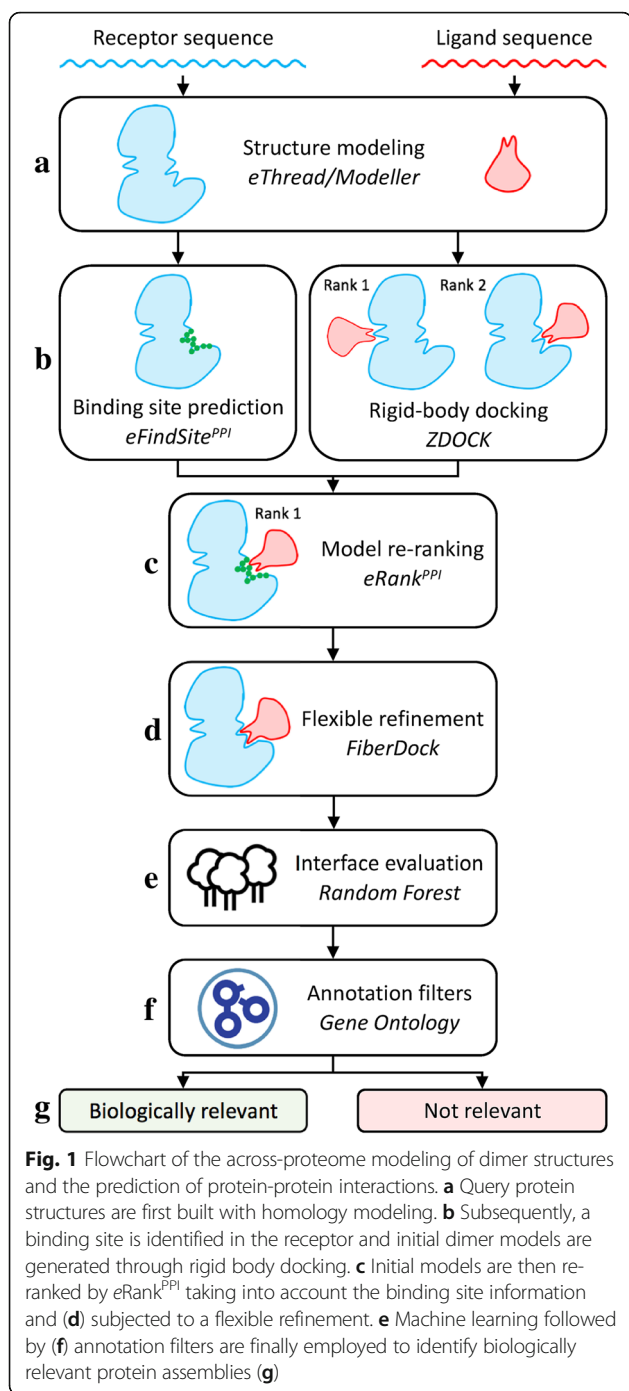 Receptor sequence
Ligand sequence
a
Structure modeling
eThread/Modeller
b
Binding site prediction
eFindSitePPI
Rank 1
Rank 2
Rigid-body docking
ZDOCK
c
Rank 1
Model re-ranking
eRankPPI
d
Flexible refinement
FiberDock
e
Interface evaluation
Random Forest
f
Annotation filters
Gene Ontology
g
Biologically relevant
Not relevant
Fig. 1 Flowchart of the across-proteome modeling of dimer structures
and the prediction of protein-protein interactions. a Query protein
structures are first built with homology modeling. b Subsequently, a
binding site is identified in the receptor and initial dimer models are
generated through rigid body docking. c Initial models are then re-
ranked by eRankPPI taking into account the binding site information
and (d) subjected to a flexible refinement. e Machine learning followed
by (f) annotation filters are finally employed to identify biologically
relevant protein assemblies (g)